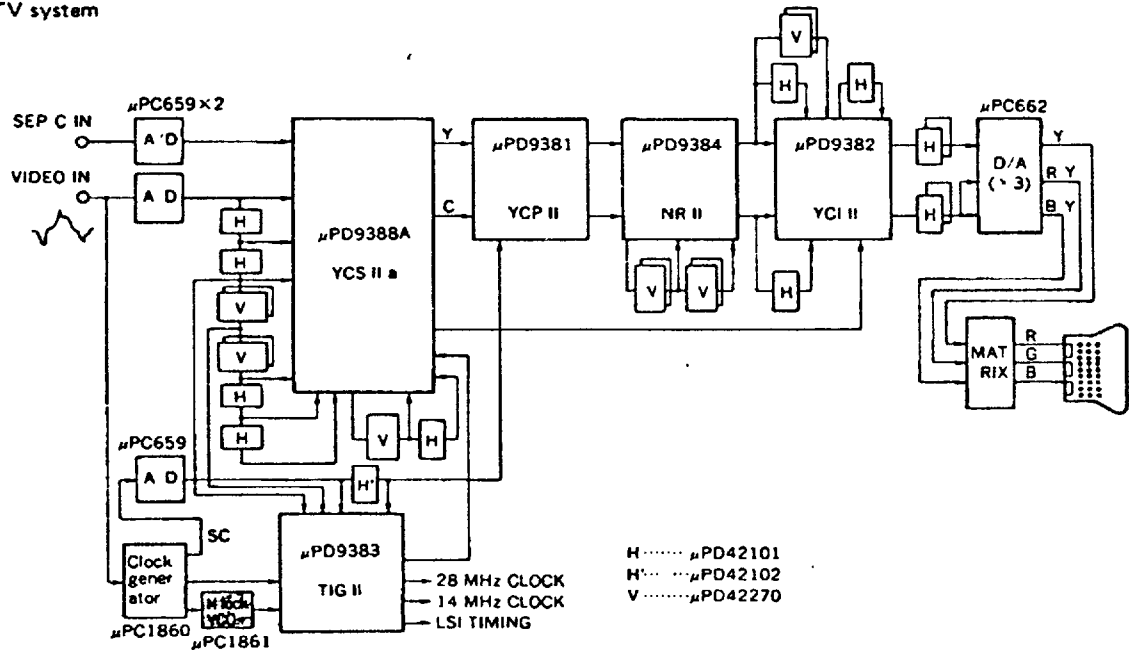 TV system
μPC659×2
SEP C IN
A'D
VIDEO IN
A D
H
H
V
V
H
H
μPD9388A
YCS II a
Y
C
μPD9381
YCP II
μPD9384
NR II
V
V
V
H
H
μPD9382
YCI II
H
H
H
μPC662
D/A
(×3)
Y
R Y
B Y
MAT
RIX
R
G
B
V
H
μPC659
A D
H'
SC
Clock
gener
ator
μPC1860
μPC1861
μPD9383
TIG II
28 MHz CLOCK
14 MHz CLOCK
LSI TIMING
H ······· μPD42101
H'··· ···μPD42102
V ········μPD42270